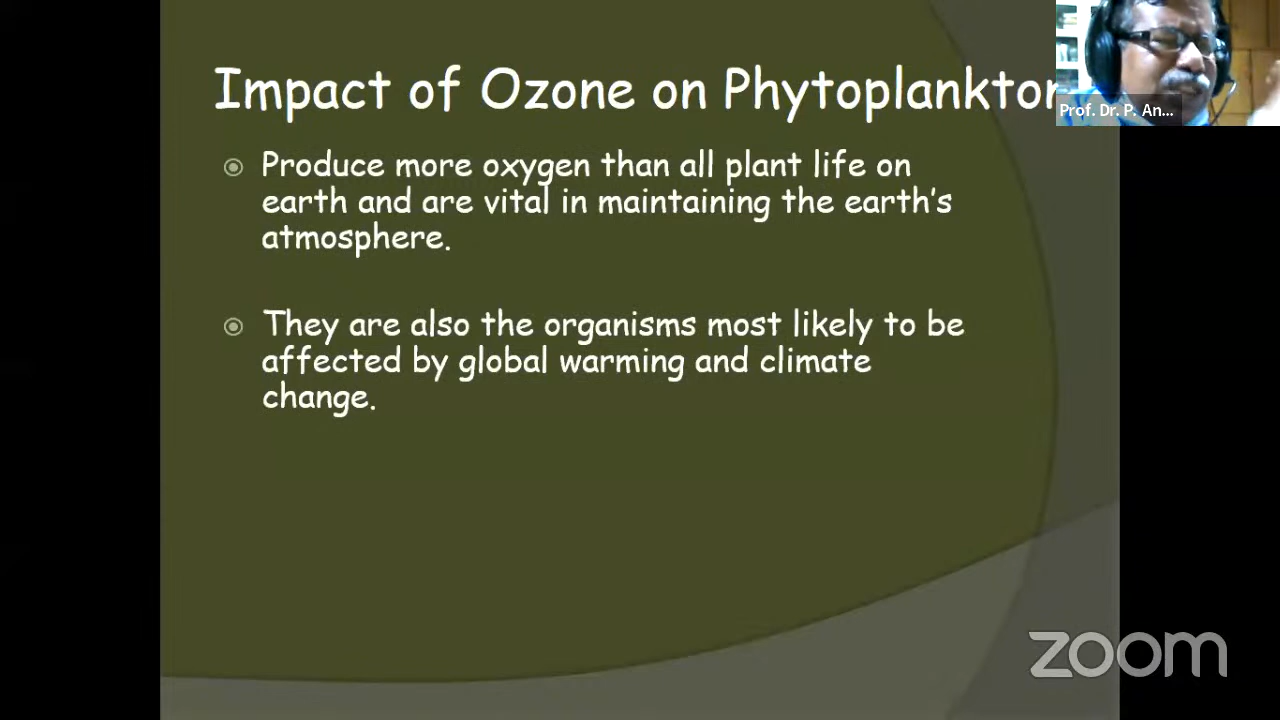 Impact of Ozone on Phytoplankton
Prof. Dr. P. An...
Produce more oxygen than all plant life on
earth and are vital in maintaining the earth's
atmosphere.
They are also the organisms most likely to be
affected by global warming and climate
change.
zoom